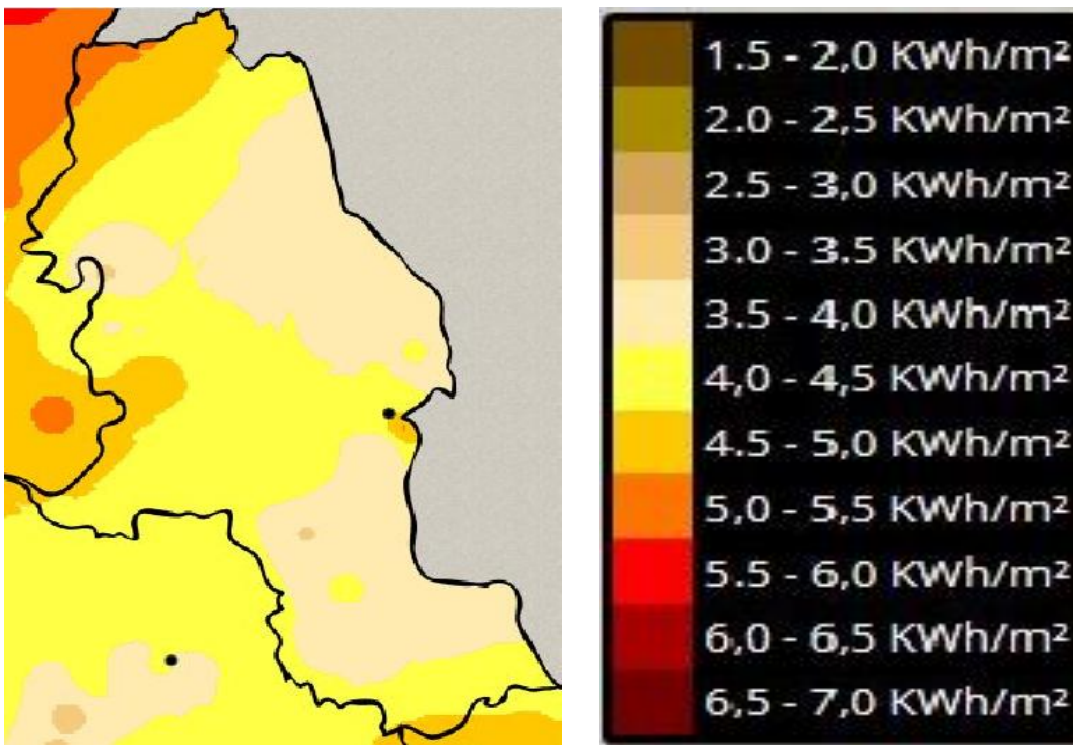 1.5 - 2,0 KWh/m²
2.0 - 2,5 KWh/m²
2.5 - 3,0 KWh/m²
3.0 - 3.5 KWh/m²
3.5 - 4,0 KWh/m²
4,0 - 4,5 KWh/m²
4.5 - 5,0 KWh/m²
5,0 - 5,5 KWh/m²
5.5 - 6,0 KWh/m²
6,0 - 6,5 KWh/m²
6,5 - 7,0 KWh/m²